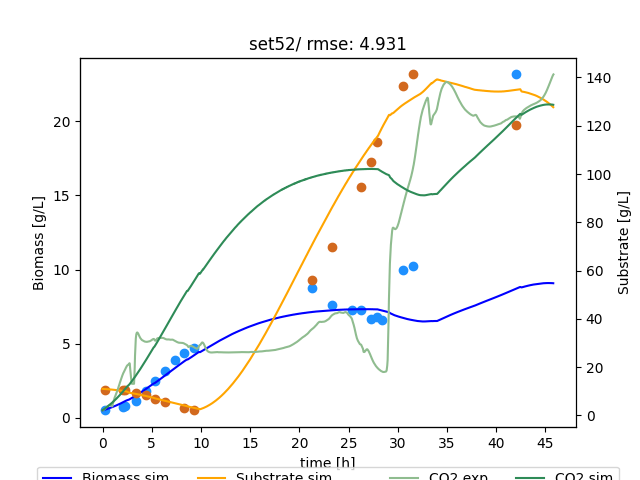 set52/ rmse: 4.931
Biomass [g/L]
Substrate [g/L]
0
5
10
15
20
0
20
40
60
80
100
120
140
0 5 10 15 20 25 30 35 40 45
time [h]
Biomass sim Substrate sim CO2 exp CO2 sim